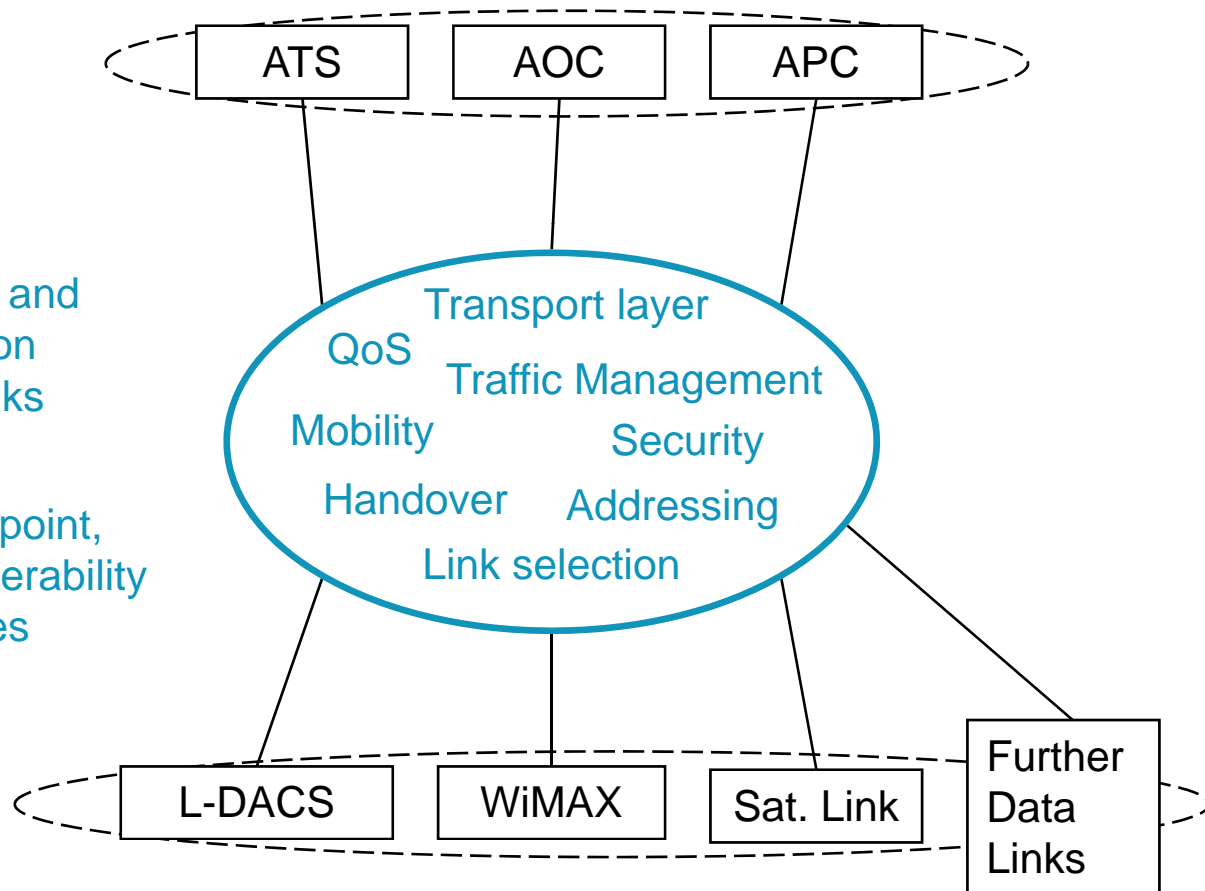 ATS
AOC
APC
and
on
ks
point,
erability
es
Transport layer
QoS
Traffic Management
Mobility
Security
Handover
Addressing
Link selection
L-DACS
WiMAX
Sat. Link
Further
Data
Links